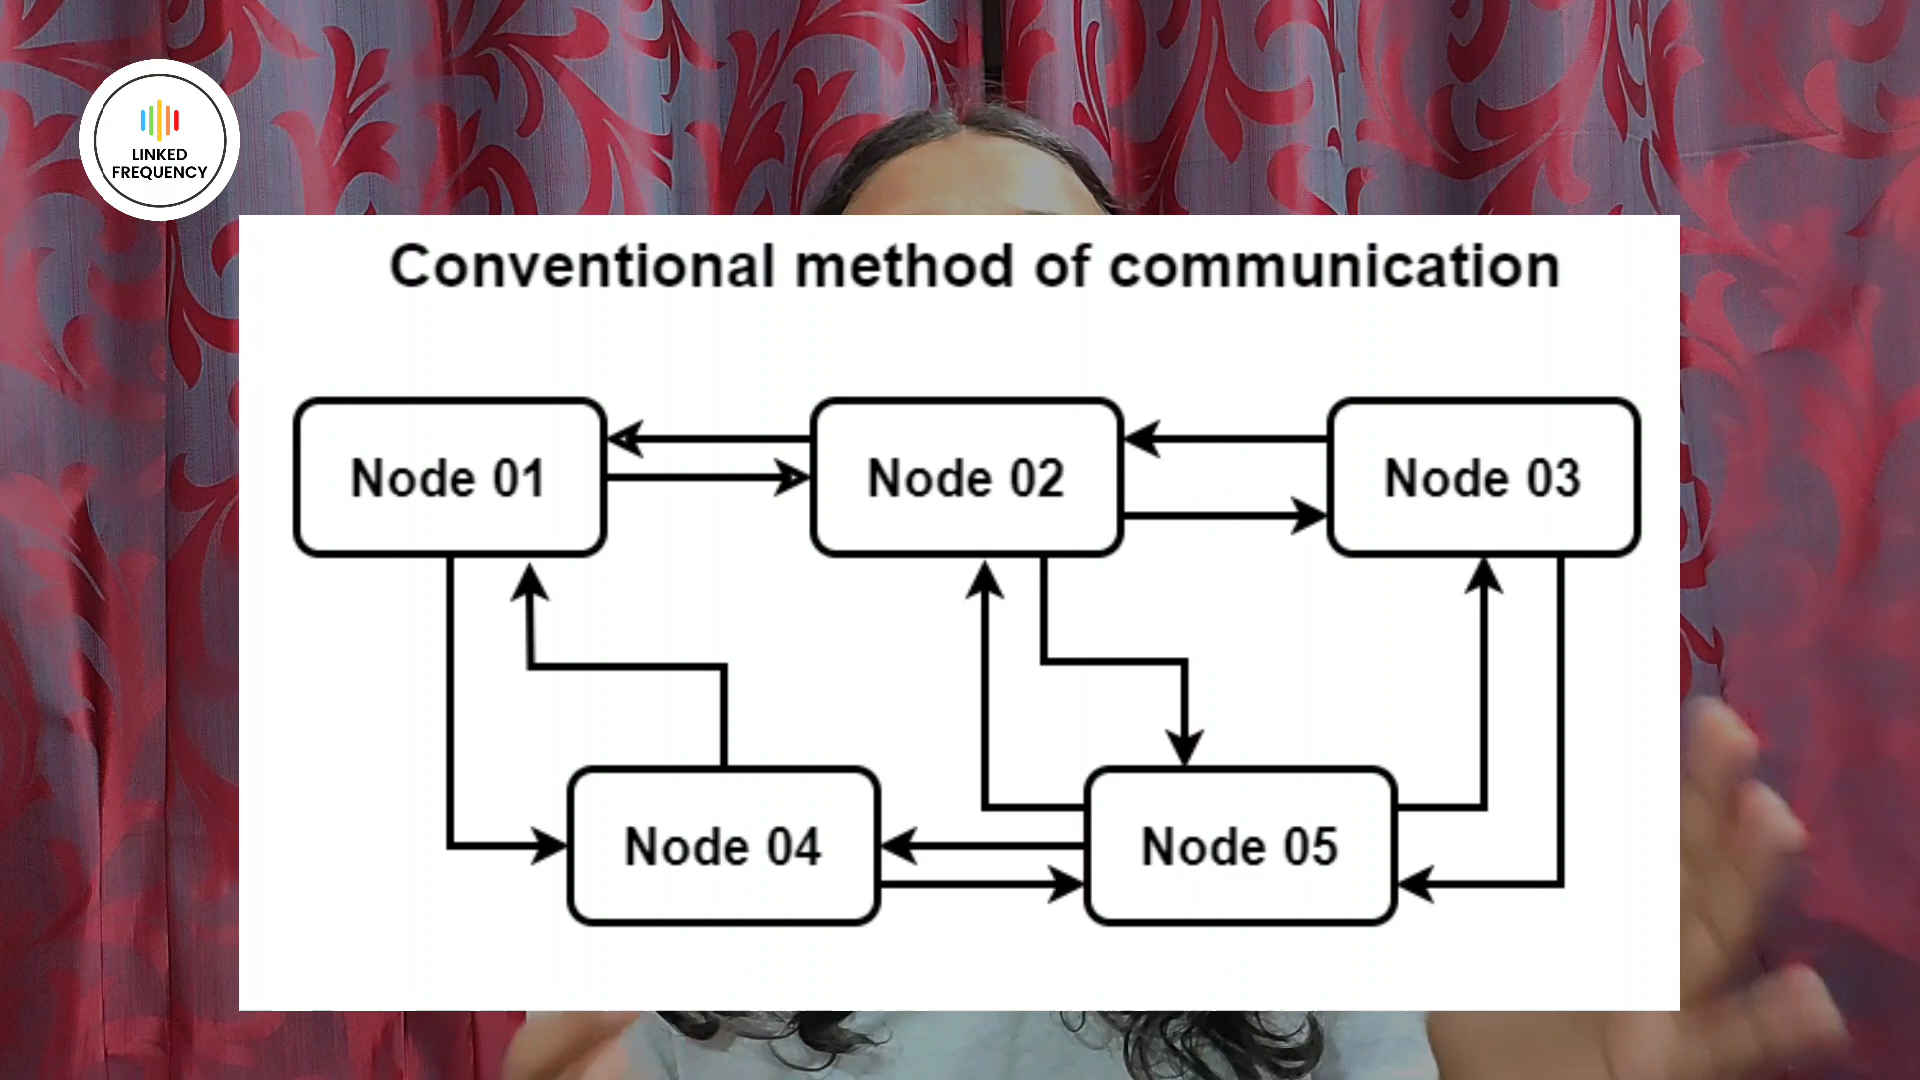 LINKED
FREQUENCY
Conventional method of communication
Node 01
Node 02
Node 03
Node 04
Node 05